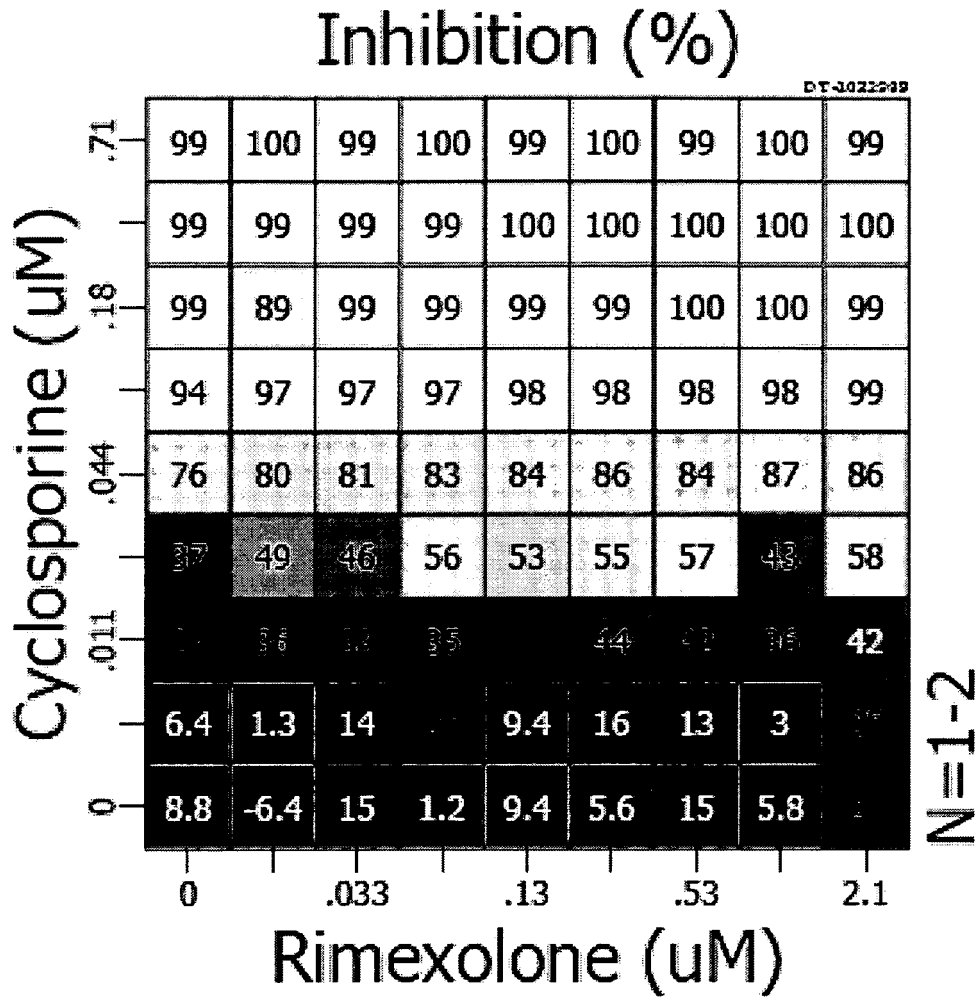 Inhibition (%)
.71 99 100 99 100 99 100 99 100 99
99 99 99 99 100 100 100 100 100
.18 99 89 99 99 99 99 100 100 99
94 97 97 97 98 98 98 98 99
.044 76 80 81 83 84 86 84 87 86
37 49 46 56 53 55 57 43 58
.011 36 35 44 42
6.4 1.3 14 9.4 16 13 3
0 8.8 -6.4 15 1.2 9.4 5.6 15 5.8
0 .033 .13 .53 2.1
Rimexolone (uM)
Cyclosporine (uM)
N=1-2